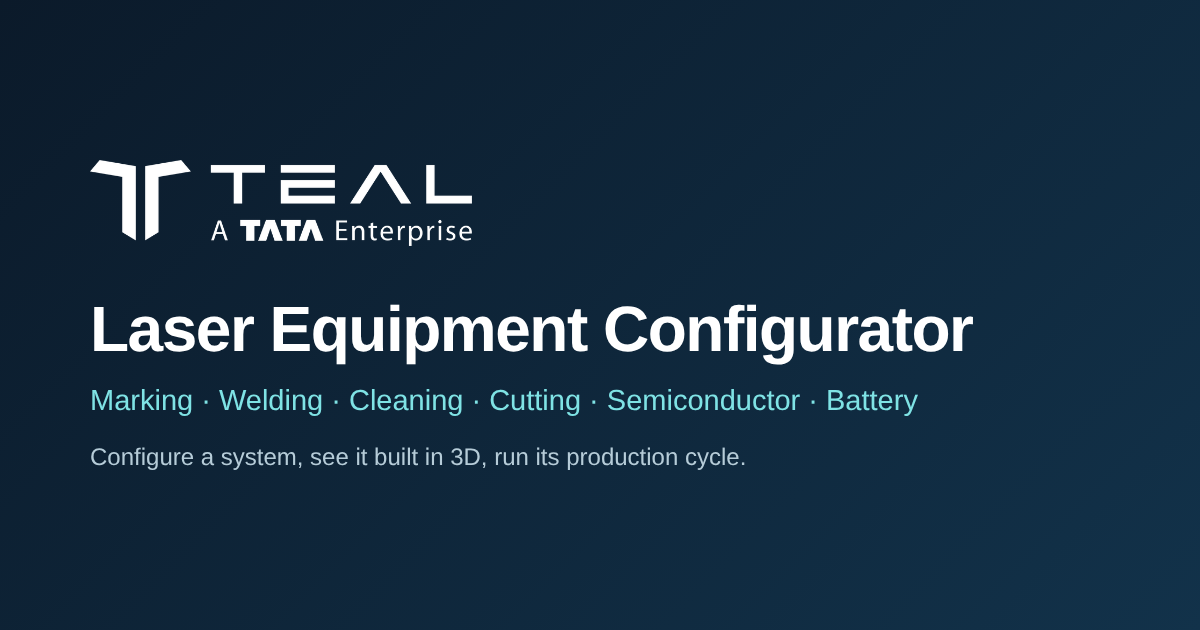 TEAL
A TATA Enterprise
Laser Equipment Configurator
Marking · Welding · Cleaning · Cutting · Semiconductor · Battery
Configure a system, see it built in 3D, run its production cycle.